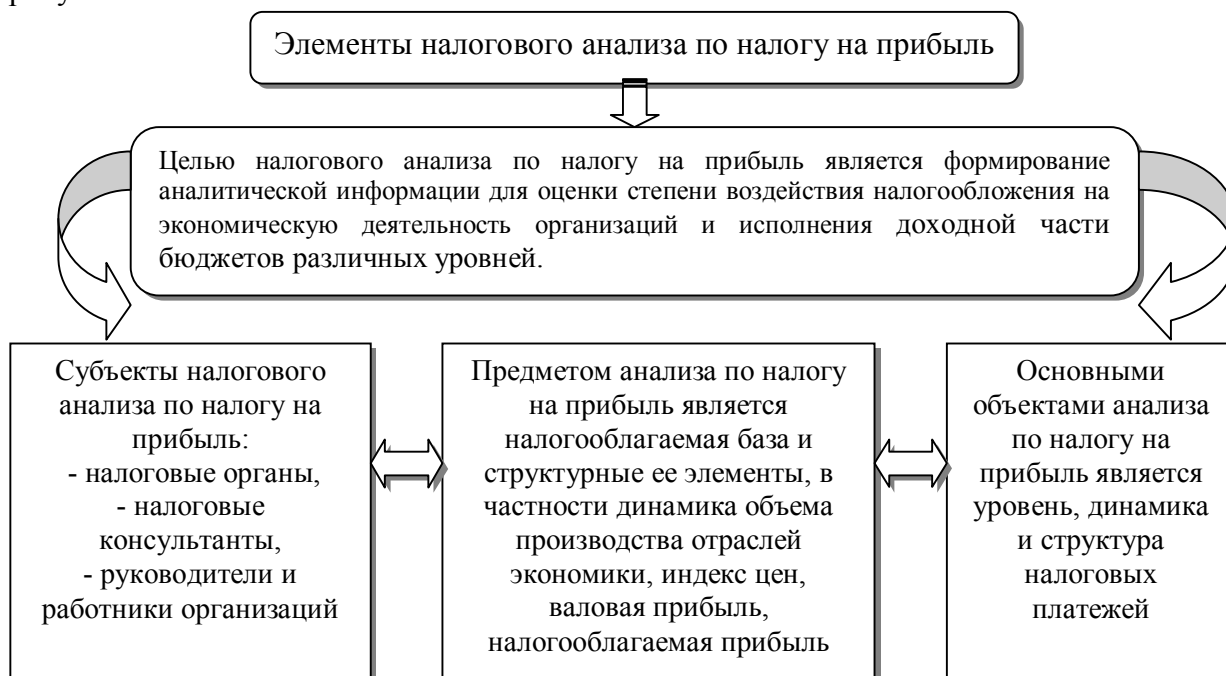 Элементы налогового анализа по налогу на прибыль
Целью налогового анализа по налогу на прибыль является формирование
аналитической информации для оценки степени воздействия налогообложения на
экономическую деятельность организаций и исполнения доходной части
бюджетов различных уровней.
Субъекты налогового
анализа по налогу на
прибыль:
- налоговые органы,
- налоговые
консультанты,
- руководители и
работники организаций
Предметом анализа по налогу
на прибыль является
налогооблагаемая база и
структурные ее элементы, в
частности динамика объема
производства отраслей
экономики, индекс цен,
валовая прибыль,
налогооблагаемая прибыль
Основными
объектами анализа
по налогу на
прибыль является
уровень, динамика
и структура
налоговых
платежей